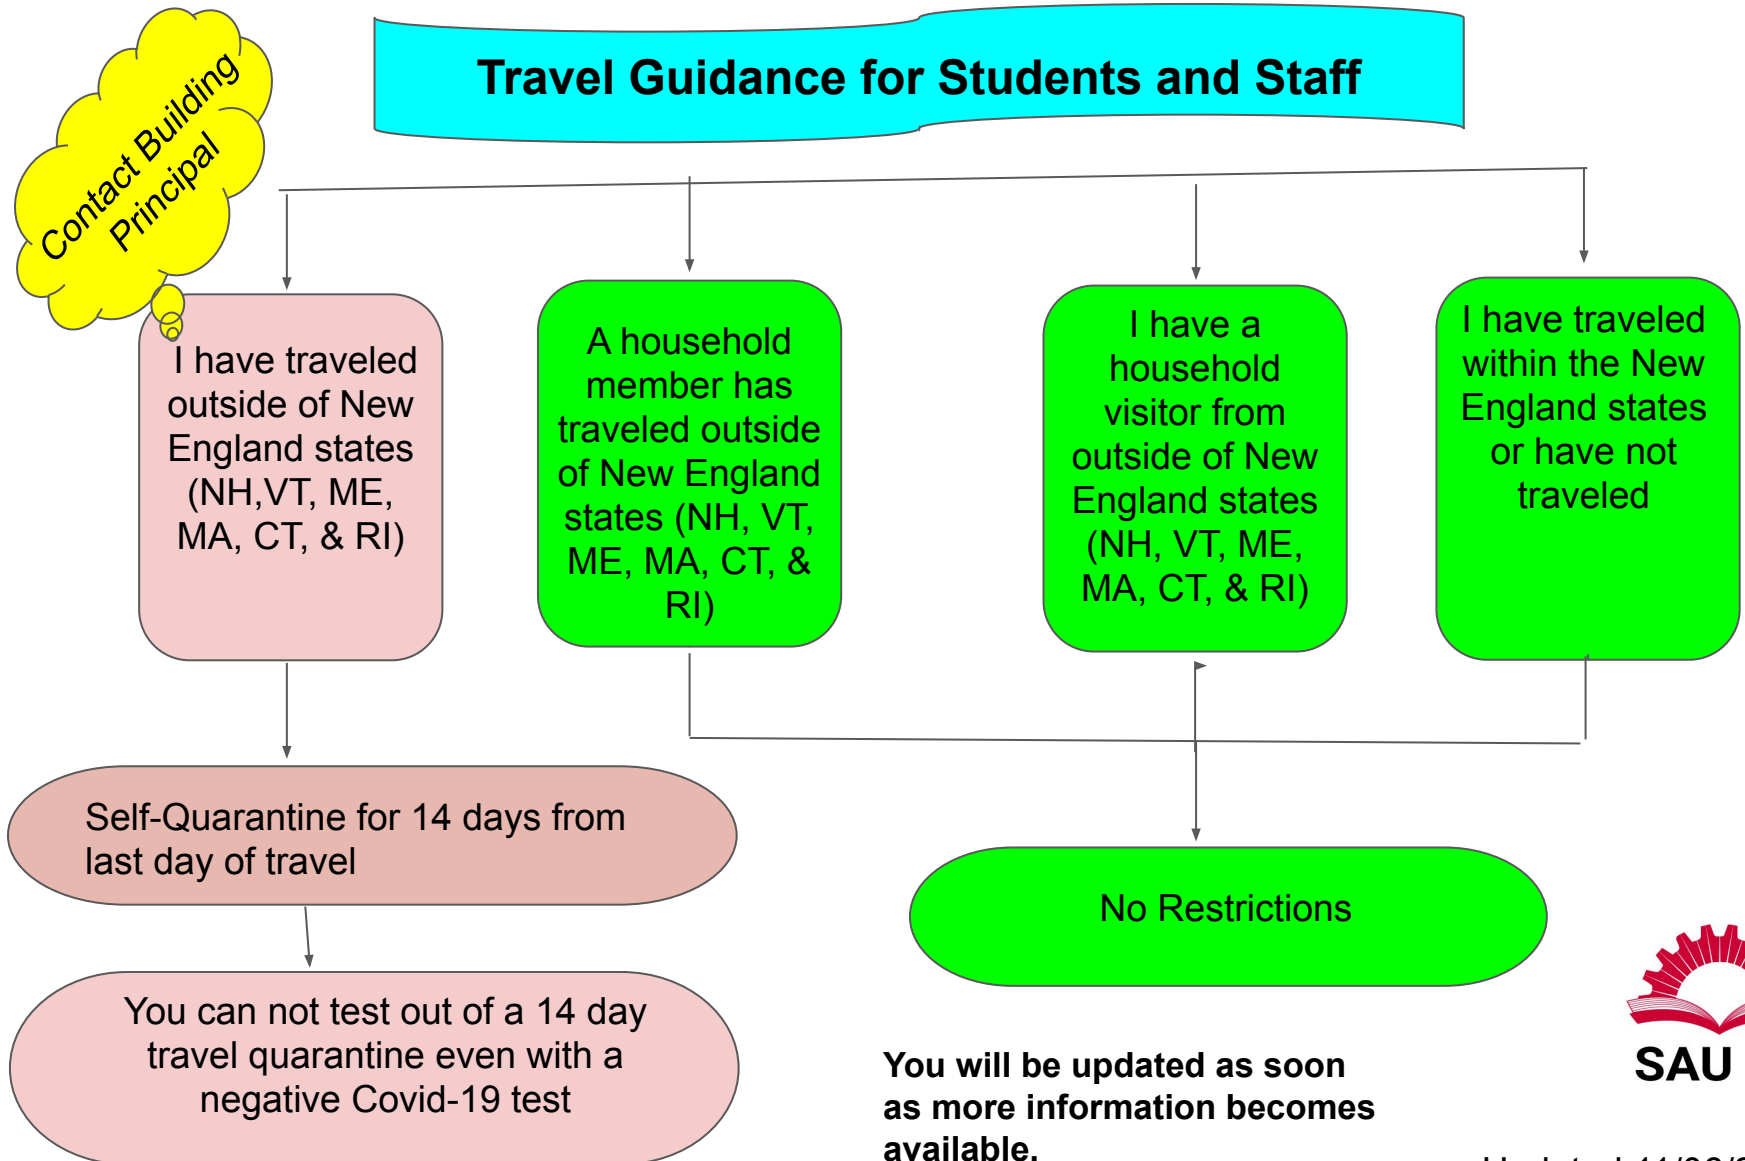 Travel Guidance for Students and Staff
Contact Building
Principal
I have traveled
outside of New
England states
(NH,VT, ME,
MA, CT, & RI)
A household
member has
traveled outside
of New England
states (NH, VT,
ME, MA, CT, &
RI)
I have a
household
visitor from
outside of New
England states
(NH, VT, ME,
MA, CT, & RI)
I have traveled
within the New
England states
or have not
traveled
Self-Quarantine for 14 days from
last day of travel
No Restrictions
You can not test out of a 14 day
travel quarantine even with a
negative Covid-19 test
You will be updated as soon
as more information becomes
available.
SAU
Updated 11/06/